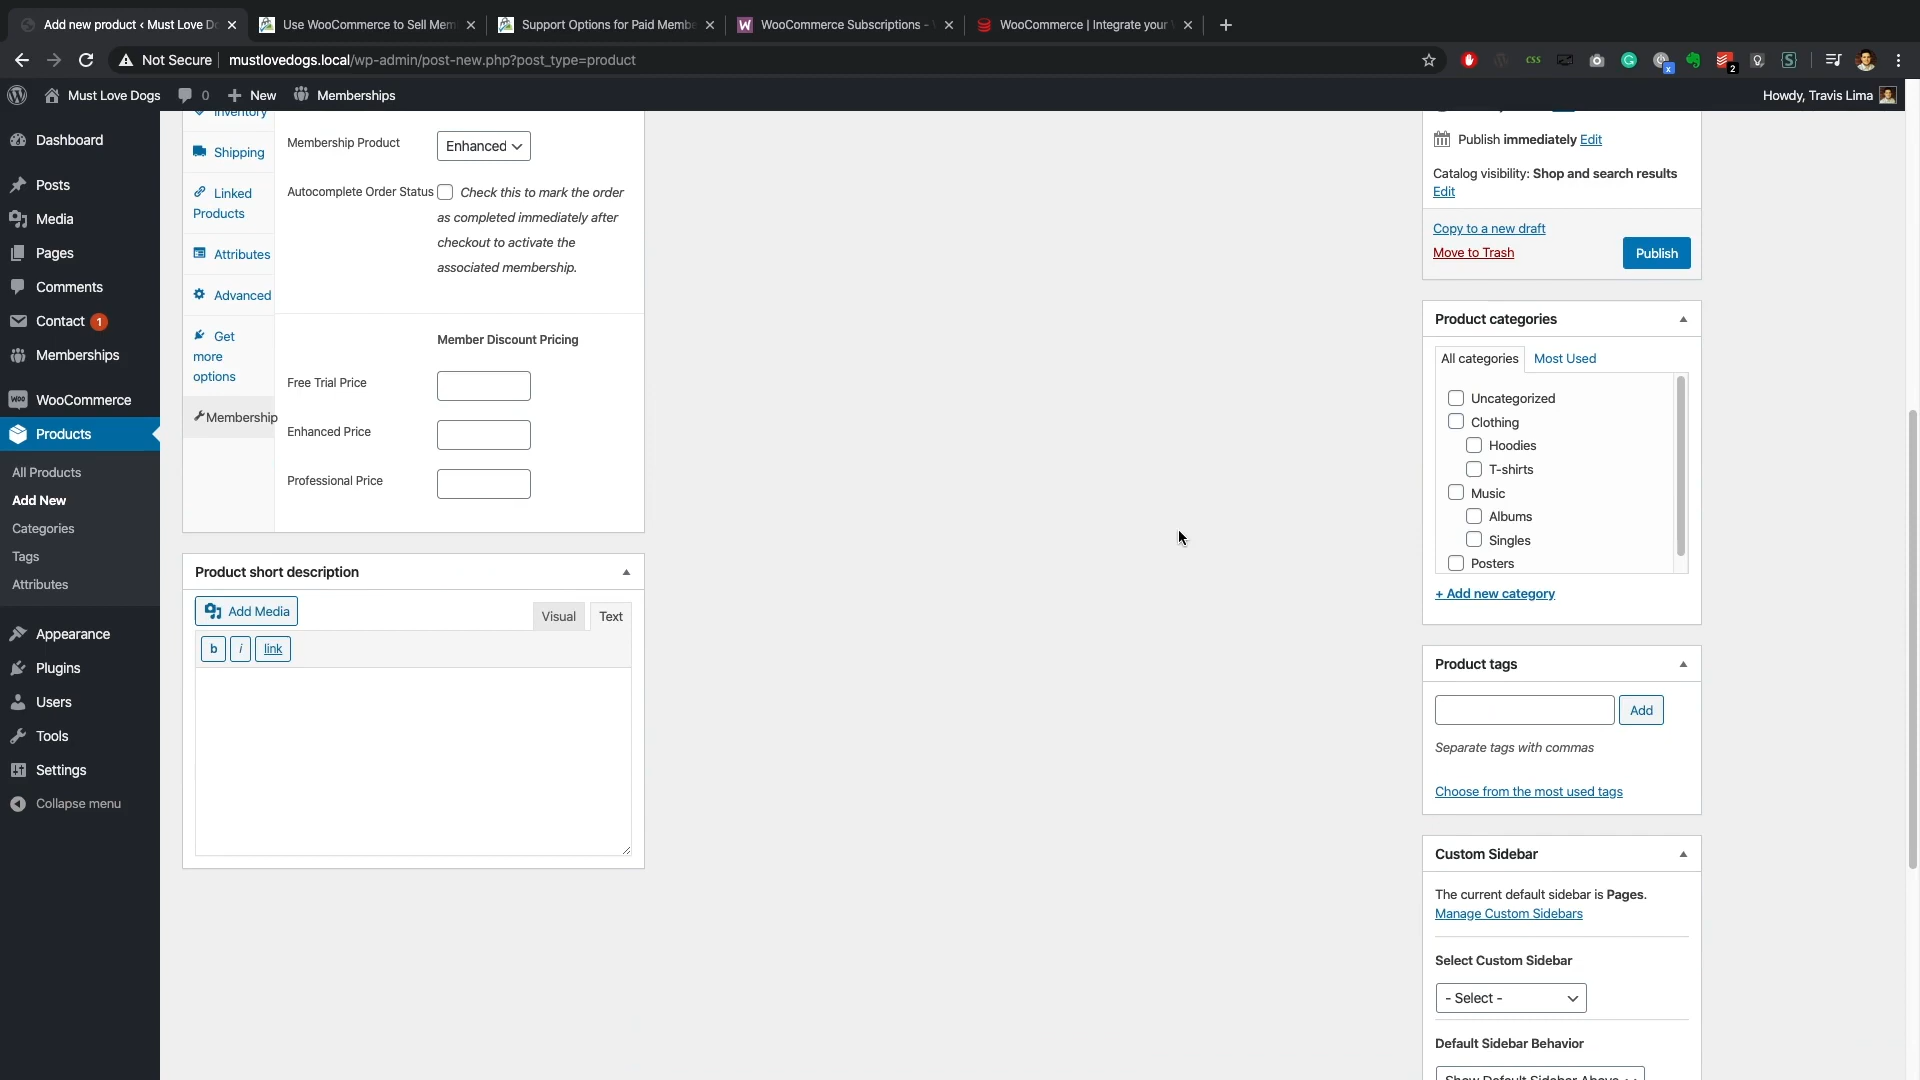 Add new product ‹ Must Love Do
Use WooCommerce to Sell Mem
Support Options for Paid Membe
WooCommerce Subscriptions -
WooCommerce | Integrate your
Not Secure
mustlovedogs.local/wp-admin/post-new.php?post_type=product
css
2
Must Love Dogs
0
New
Memberships
Howdy, Travis Lima
Dashboard
Posts
Media
Pages
Comments
Contact 1
Memberships
WooCommerce
Products
All Products
Add New
Categories
Tags
Attributes
Appearance
Plugins
Users
Tools
Settings
Collapse menu
Inventory
Shipping
Linked
Products
Attributes
Advanced
Get
more
options
Membership
Membership Product
Enhanced
Autocomplete Order Status
Check this to mark the order
as completed immediately after
checkout to activate the
associated membership.
Member Discount Pricing
Free Trial Price
Enhanced Price
Professional Price
Product short description
Add Media
Visual
Text
b
i
link
Publish immediately Edit
Catalog visibility: Shop and search results
Edit
Copy to a new draft
Move to Trash
Publish
Product categories
All categories
Most Used
Uncategorized
Clothing
Hoodies
T-shirts
Music
Albums
Singles
Posters
+ Add new category
Product tags
Add
Separate tags with commas
Choose from the most used tags
Custom Sidebar
The current default sidebar is Pages.
Manage Custom Sidebars
Select Custom Sidebar
- Select -
Default Sidebar Behavior
Show Default Sidebar Above